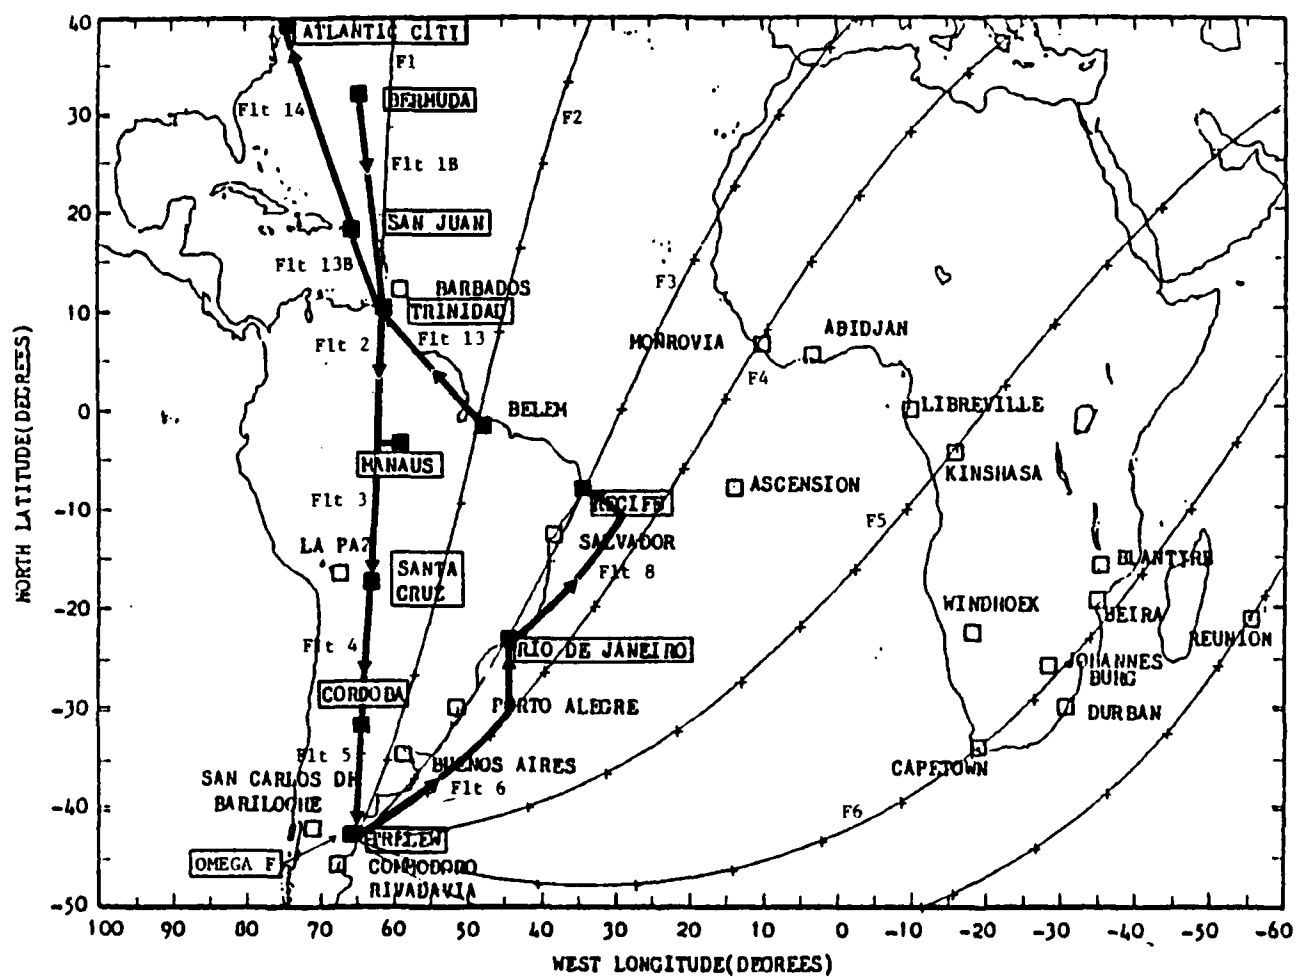 40
ATLANTIC CITI
F1
Flt 14
BERMUDA
F2
30
Flt 1B
20
SAN JUAN
Flt 13B
BARBADOS
F3
10
TRINIDAD
Flt 2
Flt 13
MONROVIA
ABIDJAN
F4
0
BELEM
LIBREVILLE
MANAUS
KINSHASA
Flt 3
RECIFE
ASCENSION
-10
F5
LA PAZ
SALVADOR
SANTA
CRUZ
Flt 8
BLANTIRE
-20
WINDHOEK
BEIRA
Flt 4
RIO DE JANEIRO
REUNION
JOHANNES
BURG
CORDOBA
PORTO ALEGRE
DURBAN
-30
Flt 5
SAN CARLOS DE
BARILOCHE
BUENOS AIRES
Flt 6
CAPETOWN
-40
F6
TRELEW
OMEGA F
COMMODORO
RIVADAVIA
-50
100 90 80 70 60 50 40 30 20 10 0 -10 -20 -30 -40 -50 -60
WEST LONGITUDE(DEGREES)
NORTH LATITUDE(DEGREES)